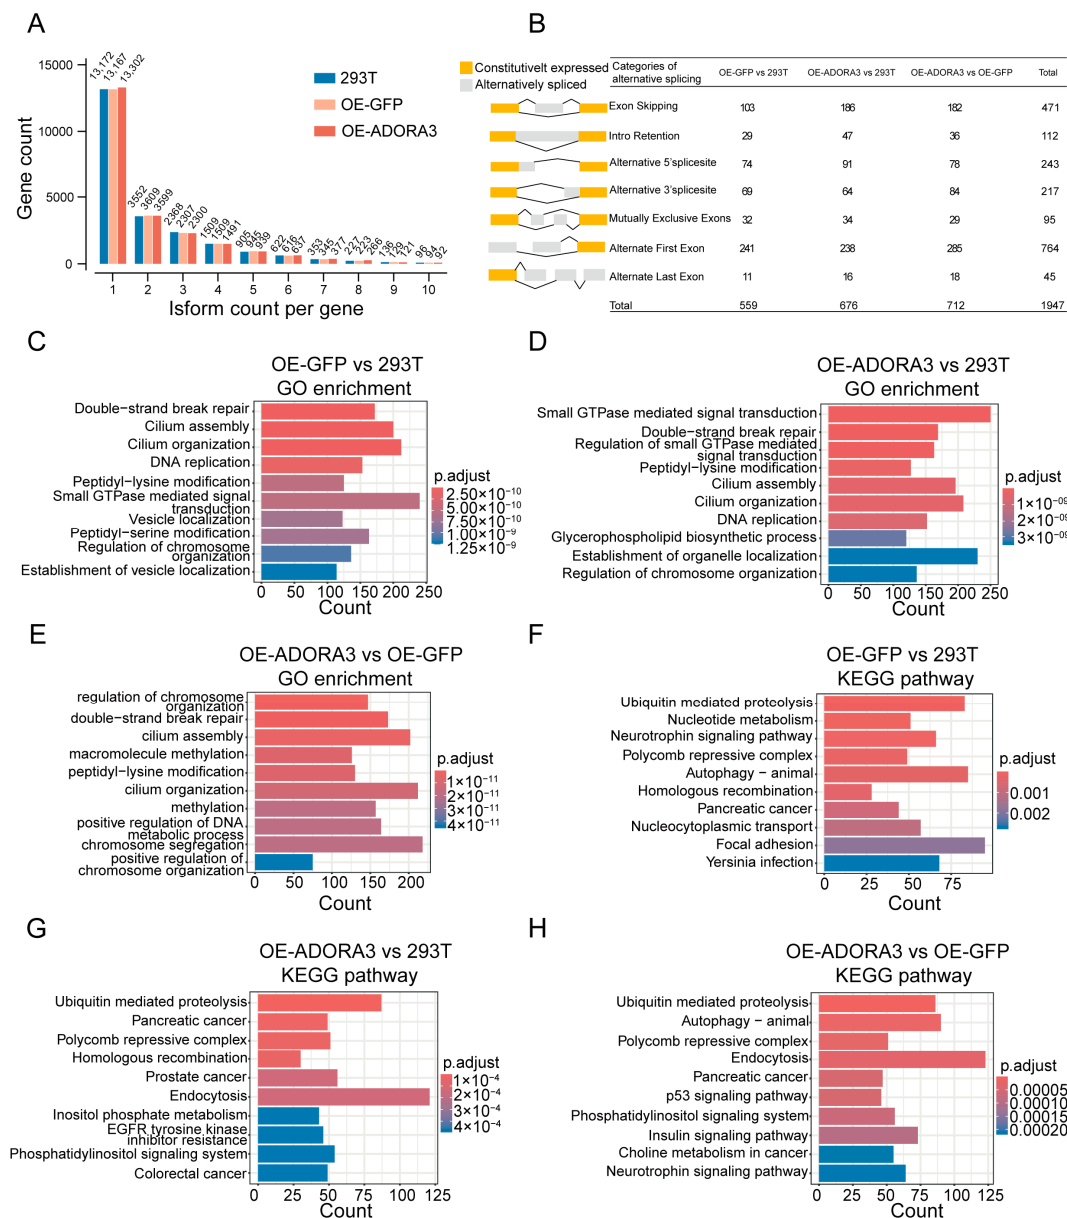 A
15000
10000
5000
0
Gene count
13,172
13,167
13,302
3552
3609
3599
2368
2307
2300
1509
1509
1491
905
945
939
622
616
637
353
345
377
227
223
266
136
129
121
96
94
92
293T
OE-GFP
OE-ADORA3
1 2 3 4 5 6 7 8 9 10
Isform count per gene
B
Constitutivelt expressed
Alternatively spliced
Categories of
alternative splicing
OE-GFP vs 293T OE-ADORA3 vs 293T OE-ADORA3 vs OE-GFP Total
Exon Skipping 103 186 182 471
Intro Retention 29 47 36 112
Alternative 5'splicesite 74 91 78 243
Alternative 3'splicesite 69 64 84 217
Mutually Exclusive Exons 32 34 29 95
Alternate First Exon 241 238 285 764
Alternate Last Exon 11 16 18 45
Total 559 676 712 1947
C
OE-GFP vs 293T
GO enrichment
Double−strand break repair
Cilium assembly
Cilium organization
DNA replication
Peptidyl−lysine modification
Small GTPase mediated signal
transduction
Vesicle localization
Peptidyl−serine modification
Regulation of chromosome
organization
Establishment of vesicle localization
0 50 100 150 200 250
Count
p.adjust
2.50×10⁻¹⁰
5.00×10⁻¹⁰
7.50×10⁻¹⁰
1.00×10⁻⁹
1.25×10⁻⁹
D
OE-ADORA3 vs 293T
GO enrichment
Small GTPase mediated signal transduction
Double−strand break repair
Regulation of small GTPase mediated
signal transduction
Peptidyl−lysine modification
Cilium assembly
Cilium organization
DNA replication
Glycerophospholipid biosynthetic process
Establishment of organelle localization
Regulation of chromosome organization
0 50 100 150 200 250
Count
p.adjust
1×10⁻⁰⁹
2×10⁻⁰⁹
3×10⁻⁰⁹
E
OE-ADORA3 vs OE-GFP
GO enrichment
regulation of chromosome
organization
double−strand break repair
cilium assembly
macromolecule methylation
peptidyl−lysine modification
cilium organization
methylation
positive regulation of DNA
metabolic process
chromosome segregation
positive regulation of
chromosome organization
0 50 100 150 200
Count
p.adjust
1×10⁻¹¹
2×10⁻¹¹
3×10⁻¹¹
4×10⁻¹¹
F
OE-GFP vs 293T
KEGG pathway
Ubiquitin mediated proteolysis
Nucleotide metabolism
Neurotrophin signaling pathway
Polycomb repressive complex
Autophagy − animal
Homologous recombination
Pancreatic cancer
Nucleocytoplasmic transport
Focal adhesion
Yersinia infection
0 25 50 75
Count
p.adjust
0.001
0.002
G
OE-ADORA3 vs 293T
KEGG pathway
Ubiquitin mediated proteolysis
Pancreatic cancer
Polycomb repressive complex
Homologous recombination
Prostate cancer
Endocytosis
Inositol phosphate metabolism
EGFR tyrosine kinase
inhibitor resistance
Phosphatidylinositol signaling system
Colorectal cancer
0 25 50 75 100 125
Count
p.adjust
1×10⁻⁴
2×10⁻⁴
3×10⁻⁴
4×10⁻⁴
H
OE-ADORA3 vs OE-GFP
KEGG pathway
Ubiquitin mediated proteolysis
Autophagy − animal
Polycomb repressive complex
Endocytosis
Pancreatic cancer
p53 signaling pathway
Phosphatidylinositol signaling system
Insulin signaling pathway
Choline metabolism in cancer
Neurotrophin signaling pathway
0 25 50 75 100 125
Count
p.adjust
0.00005
0.00010
0.00015
0.00020